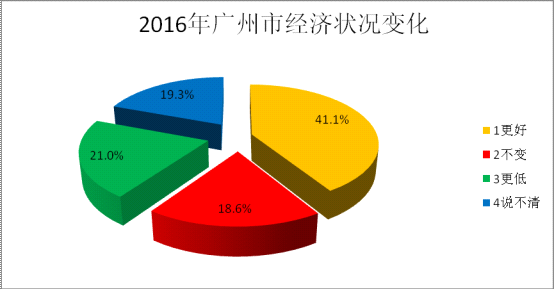 2016年广州市经济状况变化
19.3%
41.1%
21.0%
18.6%
1更好
2不变
3更低
4说不清